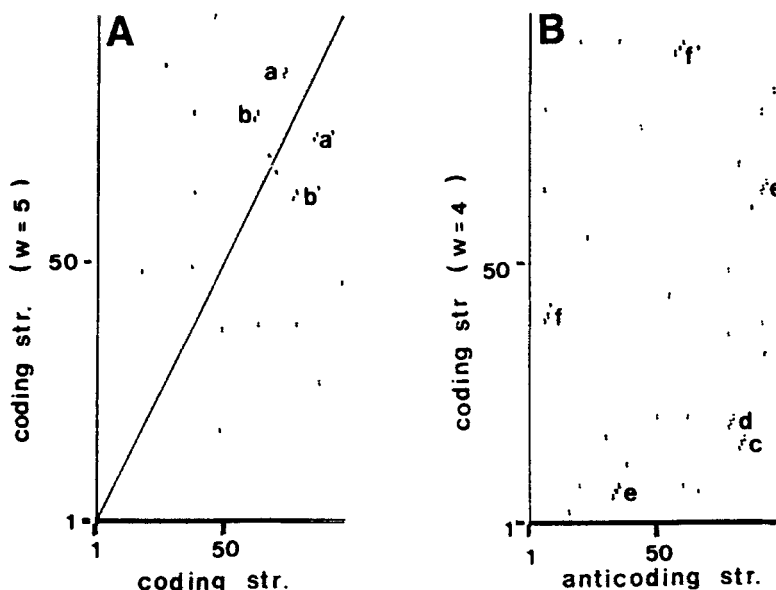 A
a
b
a'
b'
coding str. (w=5)
50
1
1
50
coding str.
B
f'
e
coding str (w=4)
50
f
d
c
e
1
1
50
anticoding str.